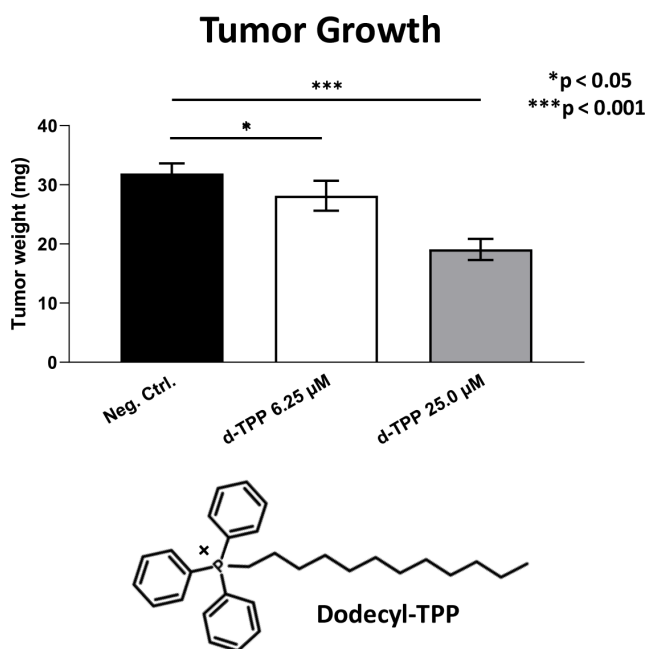 Tumor Growth
*p < 0.05
***p < 0.001
***
*
Tumor weight (mg)
40
30
20
10
0
Neg. Ctrl.
d-TPP 6.25 µM
d-TPP 25.0 µM
+
P
Dodecyl-TPP